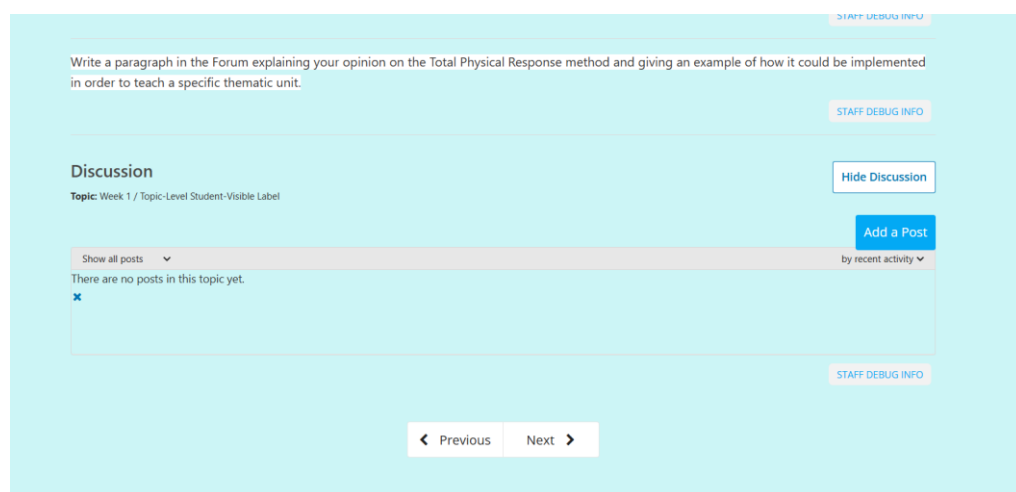 STAFF DEBUG INFO
Write a paragraph in the Forum explaining your opinion on the Total Physical Response method and giving an example of how it could be implemented
in order to teach a specific thematic unit.
STAFF DEBUG INFO
Discussion
Hide Discussion
Topic: Week 1 / Topic-Level Student-Visible Label
Add a Post
Show all posts
by recent activity
There are no posts in this topic yet.
STAFF DEBUG INFO
Previous
Next